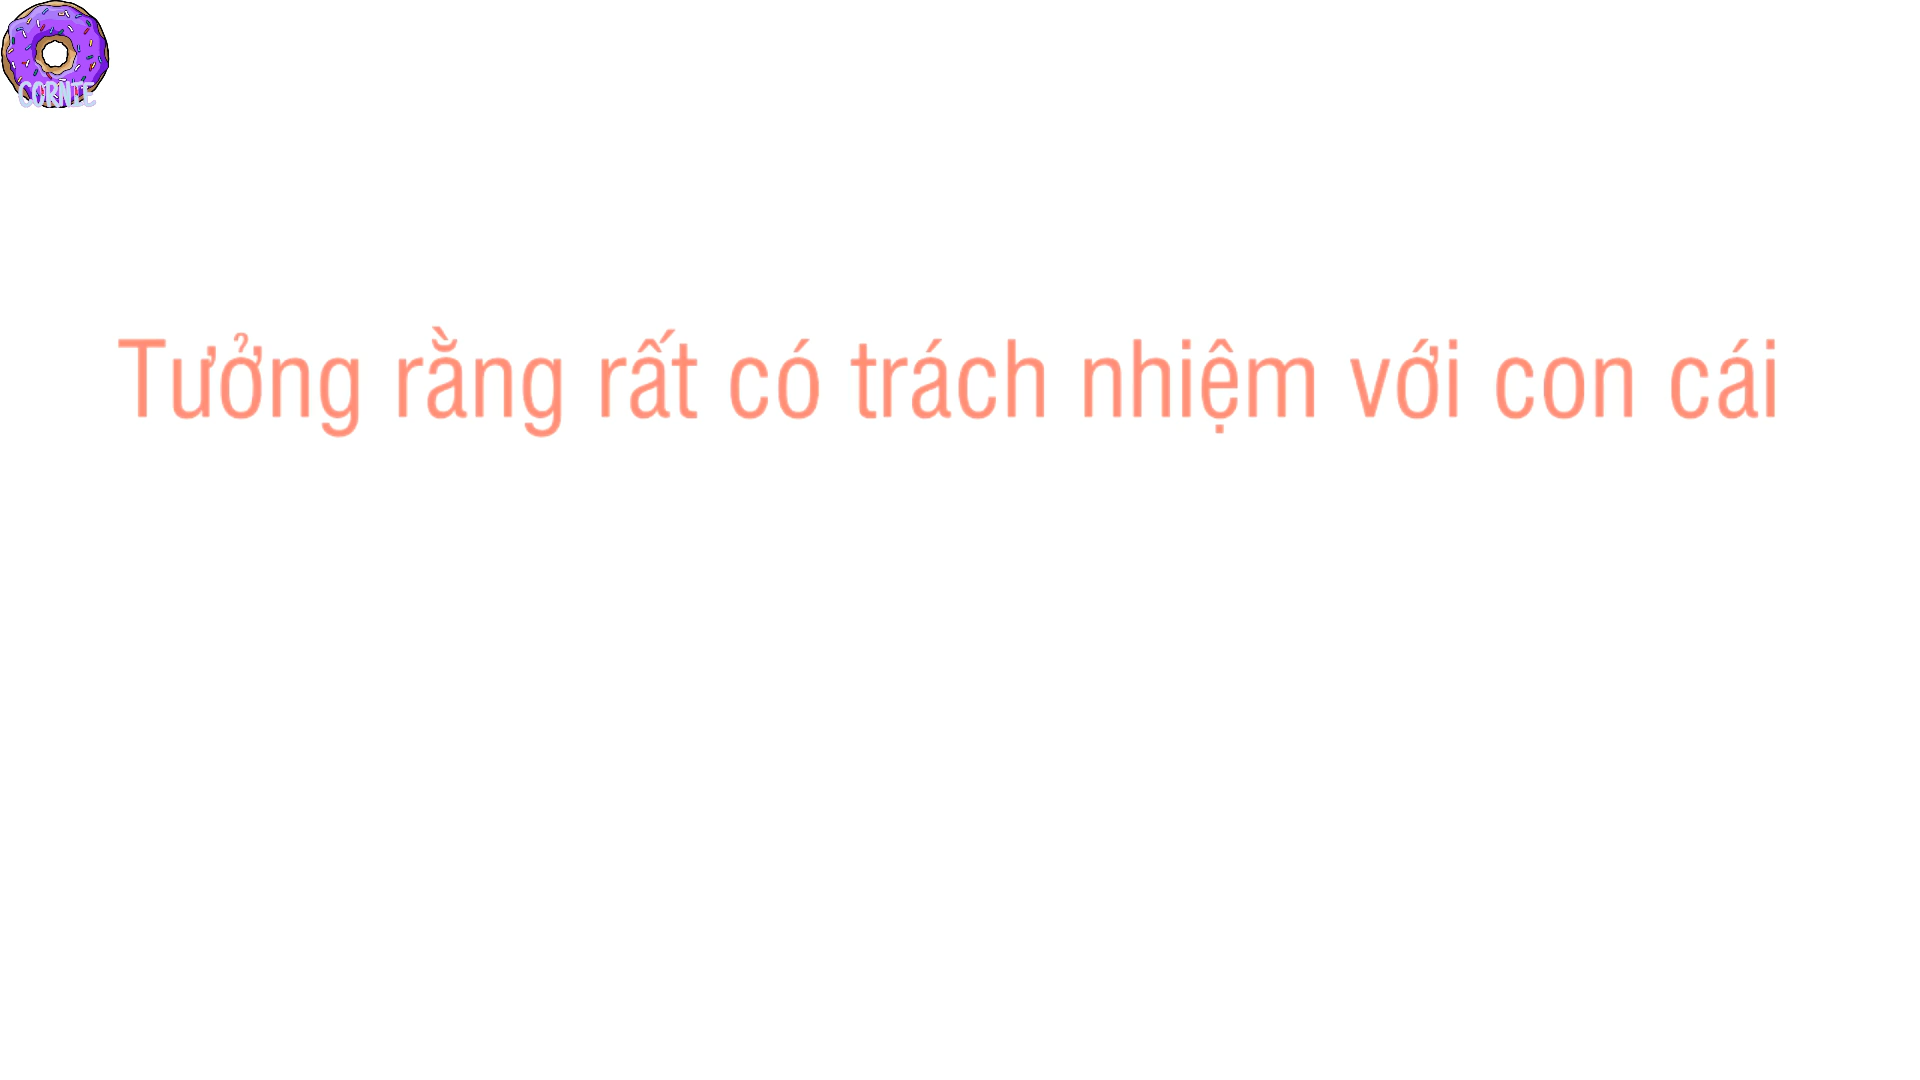 CORNIE
Tưởng rằng rất có trách nhiệm với con cái